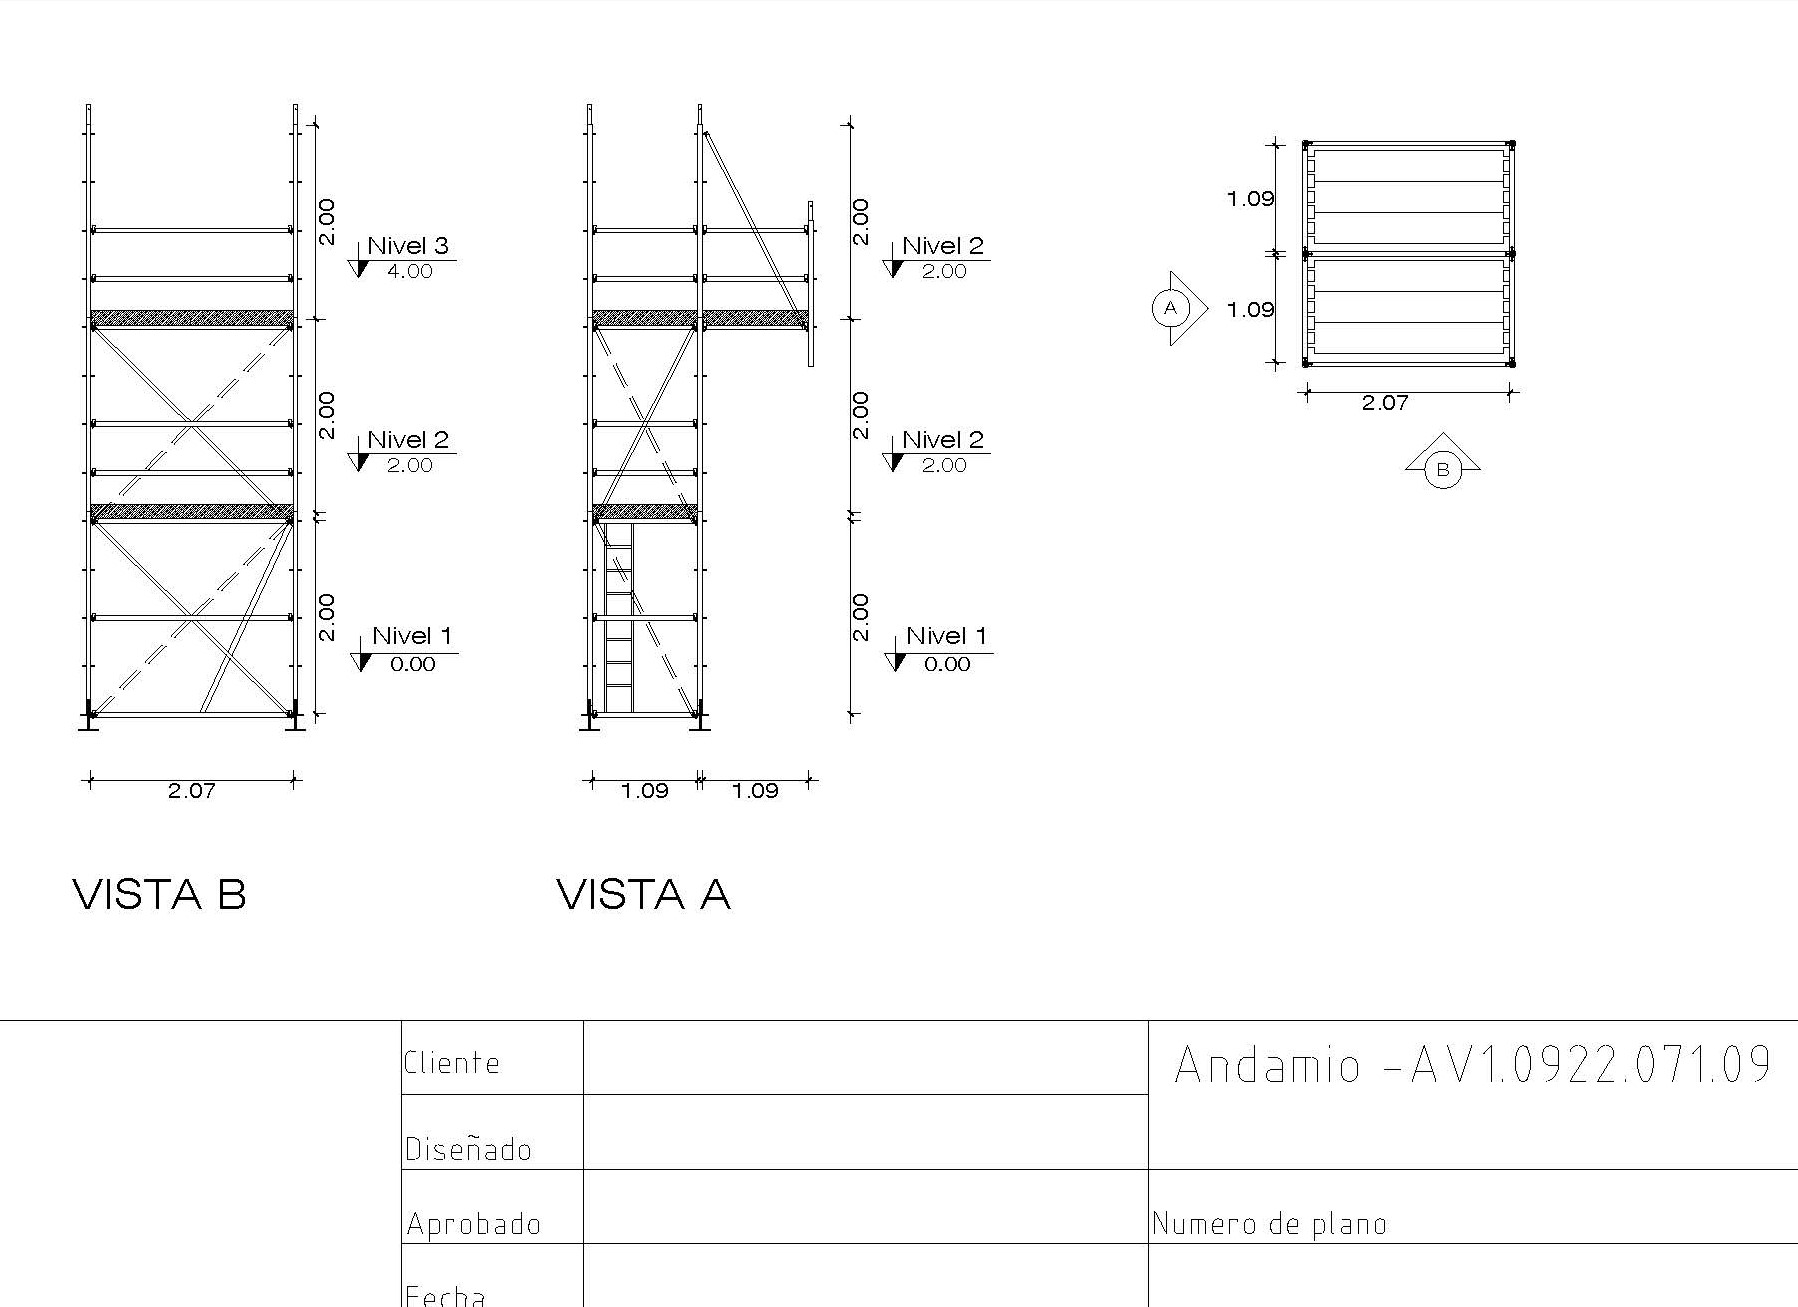 2.00
Nivel 3
4.00
2.00
Nivel 2
2.00
2.00
Nivel 1
0.00
2.07
VISTA B
2.00
Nivel 2
2.00
2.00
Nivel 2
2.00
2.00
Nivel 1
0.00
1.09 1.09
VISTA A
1.09
A
1.09
2.07
B
Cliente
Diseñado
Aprobado
Fecha
Andamio -AV1.0922.071.09
Numero de plano